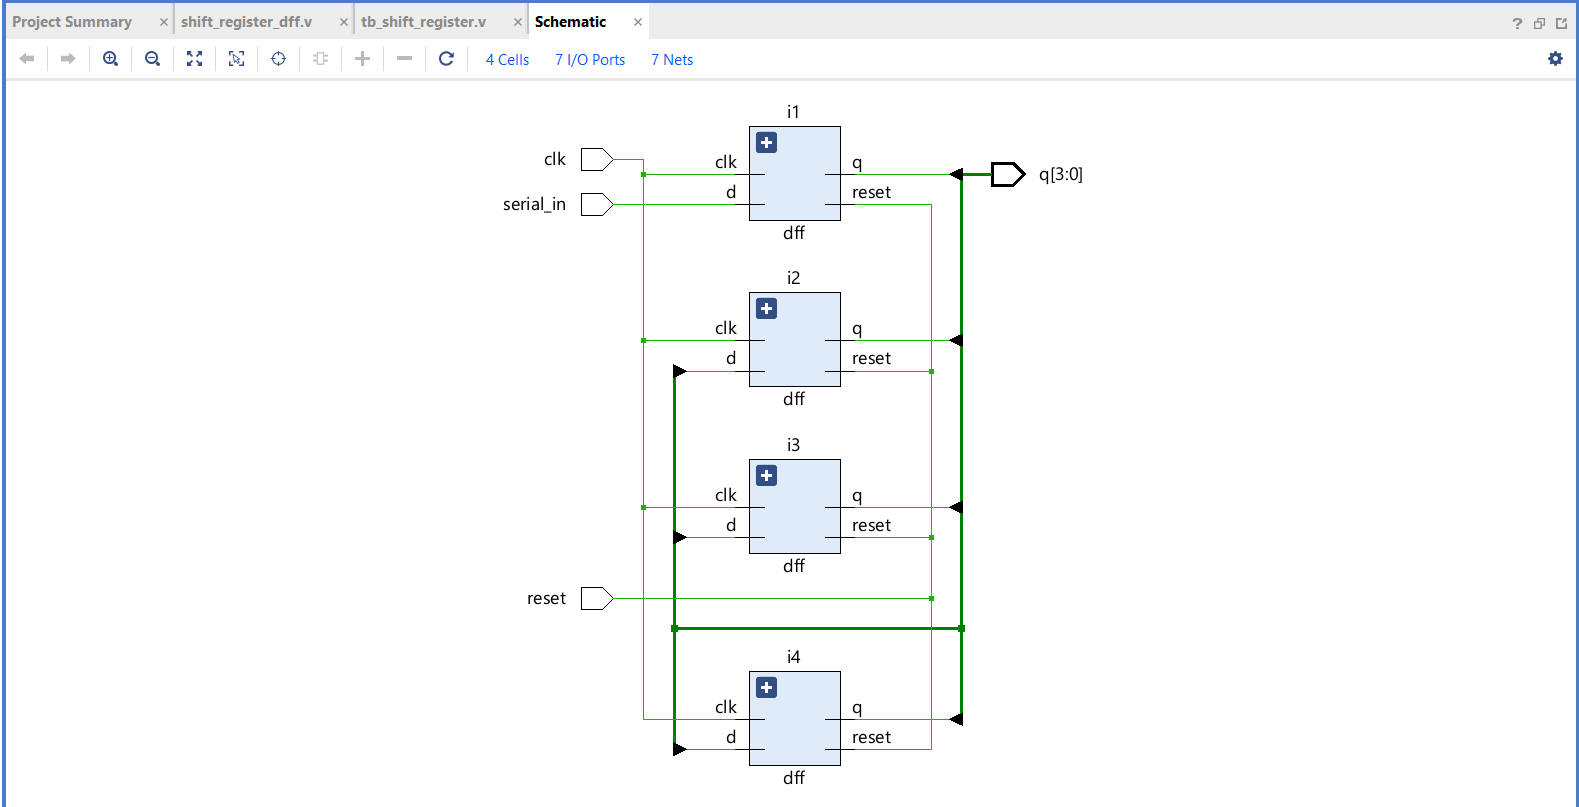 Project Summary × shift_register_dff.v × tb_shift_register.v × Schematic × ?
4 Cells 7 I/O Ports 7 Nets
i1
clk
clk
q
q[3:0]
serial_in
d
reset
dff
i2
clk
q
d
reset
dff
i3
clk
q
d
reset
dff
reset
i4
clk
q
d
reset
dff